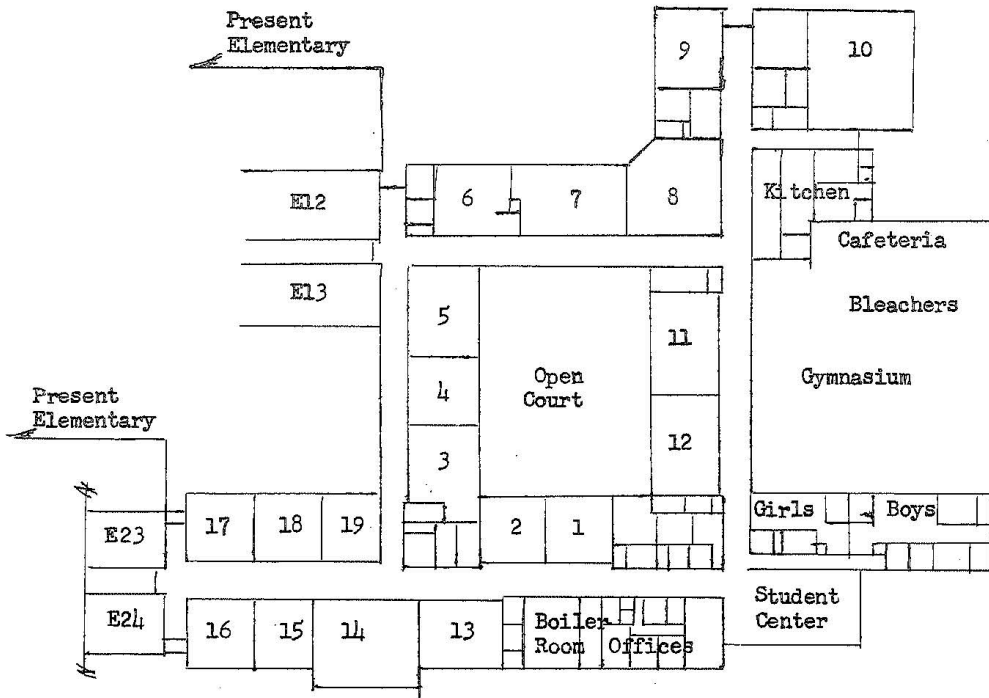 Present
Elementary
9
10
E12
6
7
8
Kitchen
Cafeteria
E13
5
11
Bleachers
Open
Court
4
Gymnasium
Present
Elementary
3
12
E23
17
18
19
2
1
Girls
Boys
E24
16
15
14
13
Boiler
Room
Offices
Student
Center